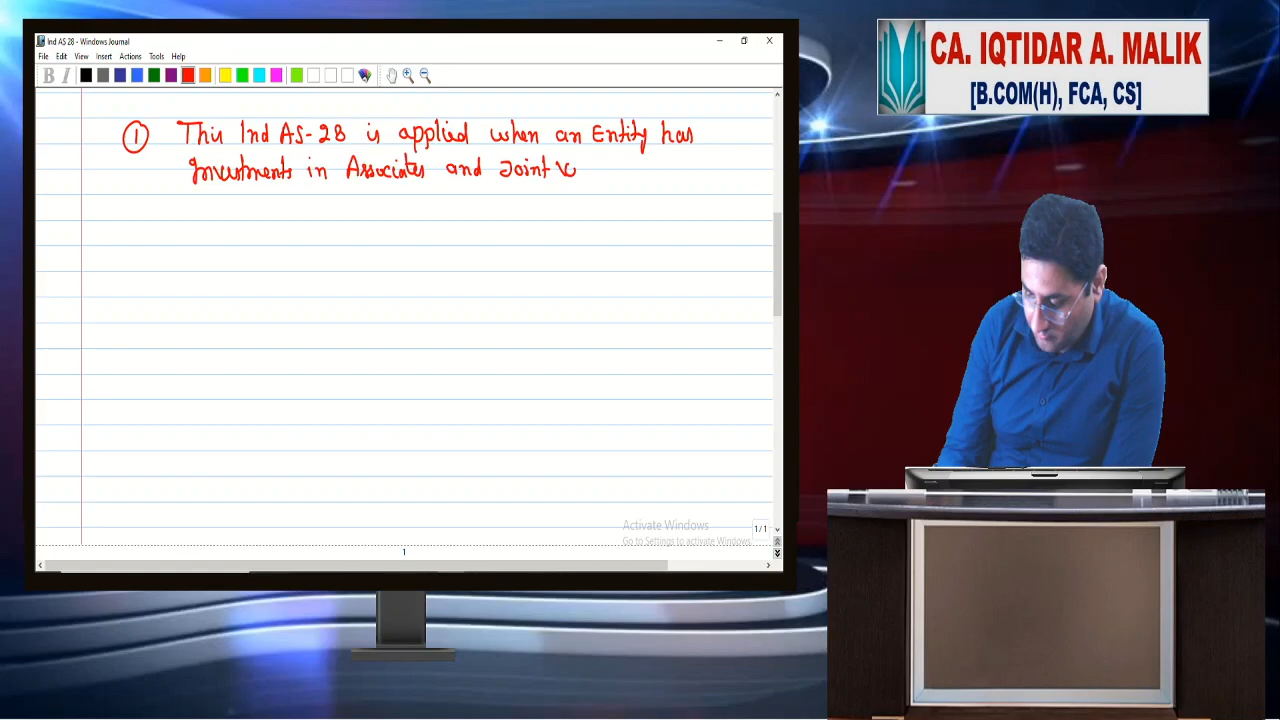 Ind AS 28 - Windows Journal
File Edit View Insert Actions Tools Help
B I
1 This Ind AS-28 is applied when an Entity has
Investments in Associates and Joint
Activate Windows
Go to Settings to activate Windows.
1/1
1
CA. IQTIDAR A. MALIK
[B.COM(H), FCA, CS]